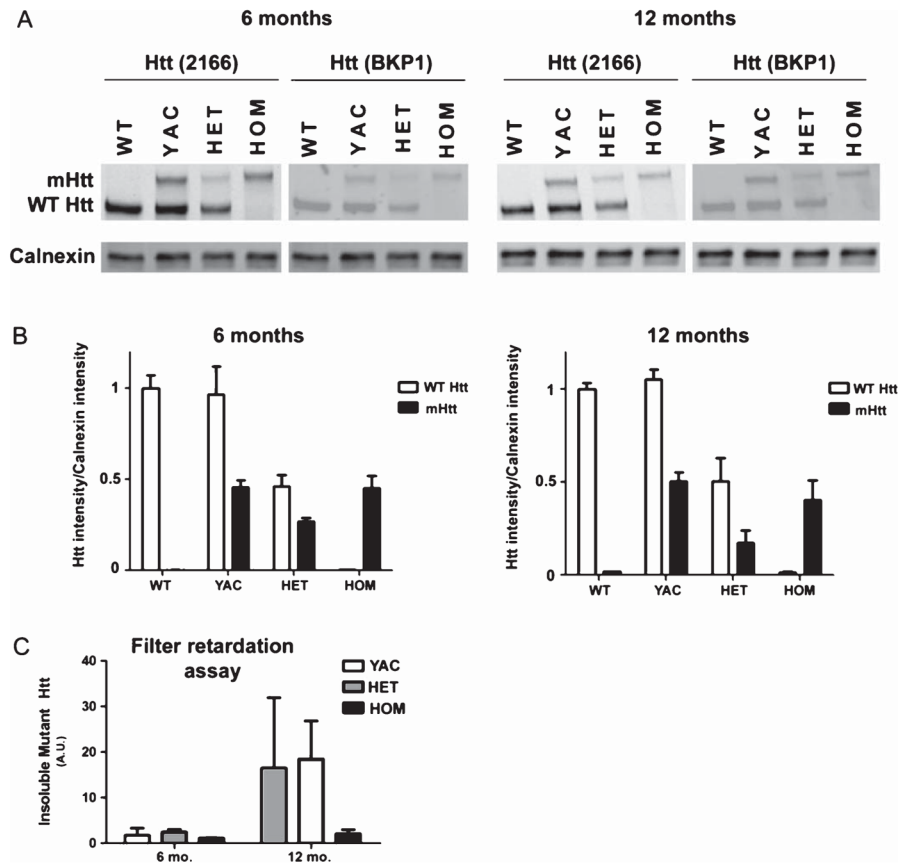 A
6 months
12 months
Htt (2166)
Htt (BKP1)
Htt (2166)
Htt (BKP1)
WT
YAC
HET
HOM
WT
YAC
HET
HOM
WT
YAC
HET
HOM
WT
YAC
HET
HOM
mHtt
WT Htt
Calnexin
B
6 months
Htt intensity/Calnexin intensity
1
0.5
0
WT
YAC
HET
HOM
WT Htt
mHtt
12 months
Htt intensity/Calnexin intensity
1
0.5
0
WT
YAC
HET
HOM
WT Htt
mHtt
C
Filter retardation
assay
Insoluble Mutant Htt
(A.U.)
40
30
20
10
0
6 mo.
12 mo.
YAC
HET
HOM